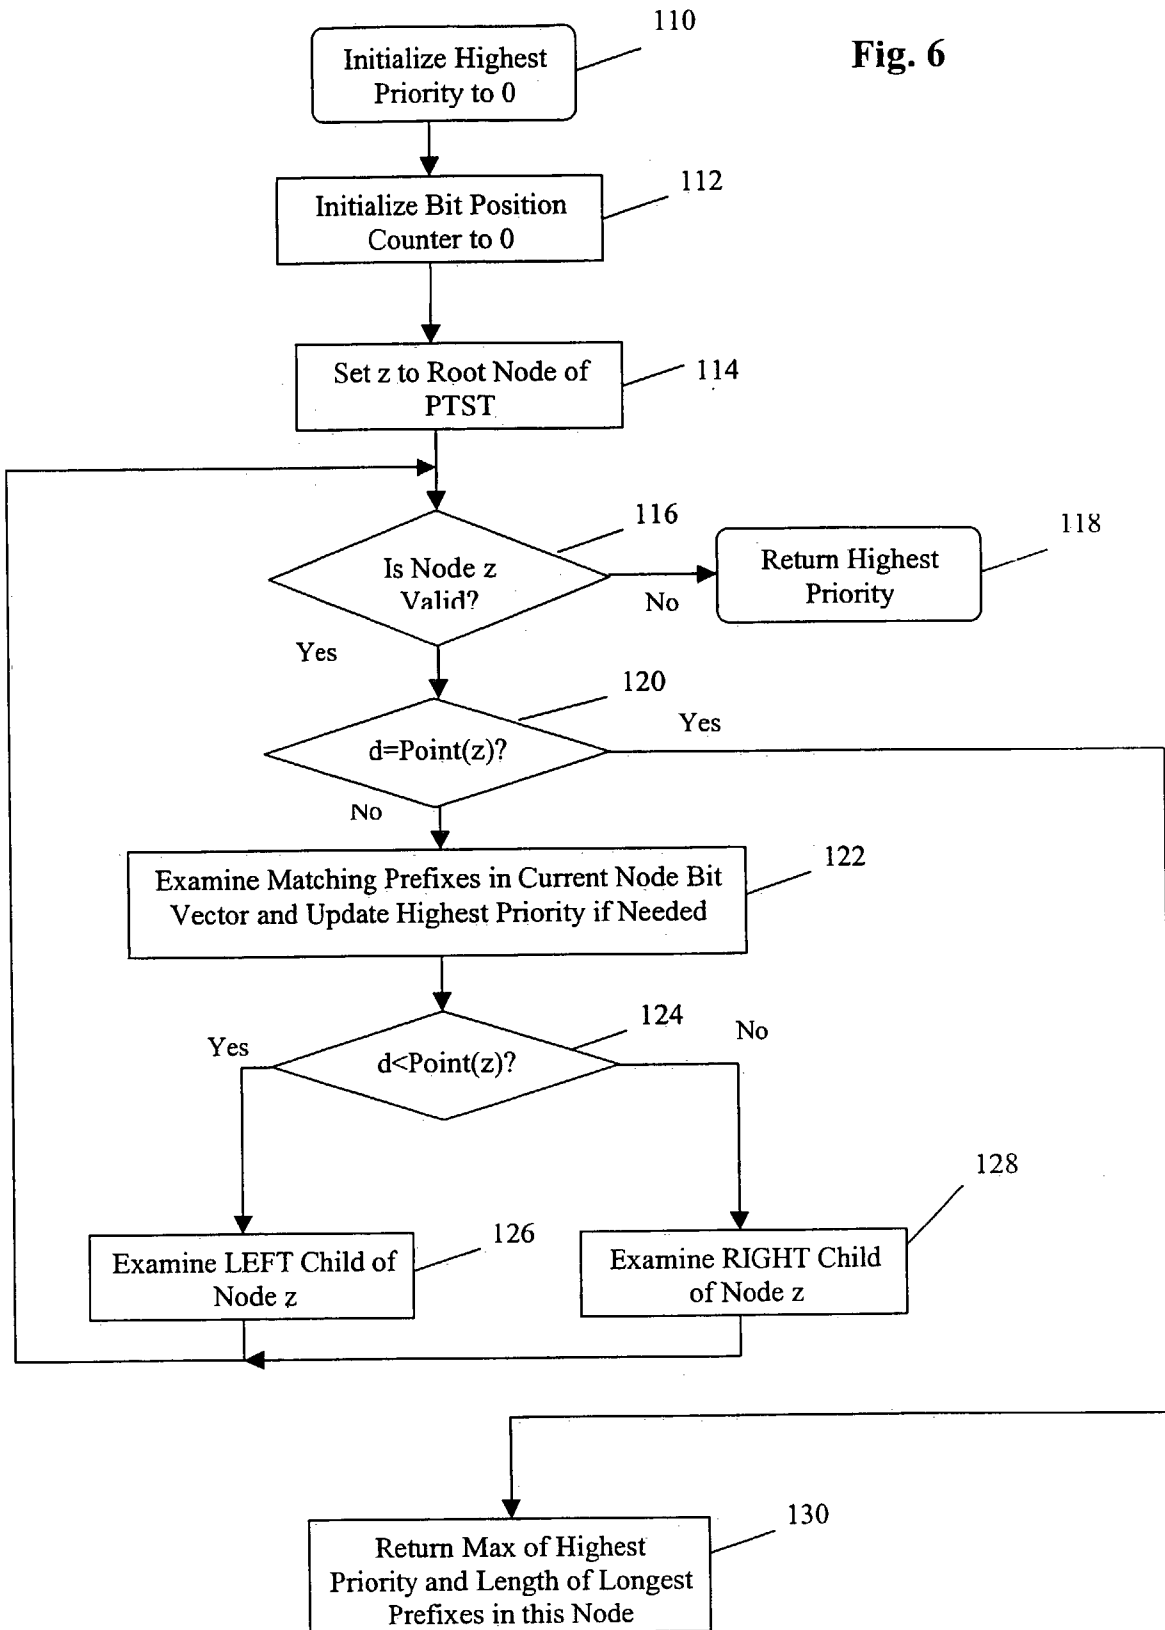 110
Fig. 6
Initialize Highest
Priority to 0
112
Initialize Bit Position
Counter to 0
Set z to Root Node of
PTST
114
116
118
Is Node z
Valid?
Return Highest
Priority
No
Yes
120
Yes
d=Point(z)?
No
122
Examine Matching Prefixes in Current Node Bit
Vector and Update Highest Priority if Needed
124
Yes
No
d<Point(z)?
128
126
Examine LEFT Child of
Node z
Examine RIGHT Child
of Node z
130
Return Max of Highest
Priority and Length of Longest
Prefixes in this Node